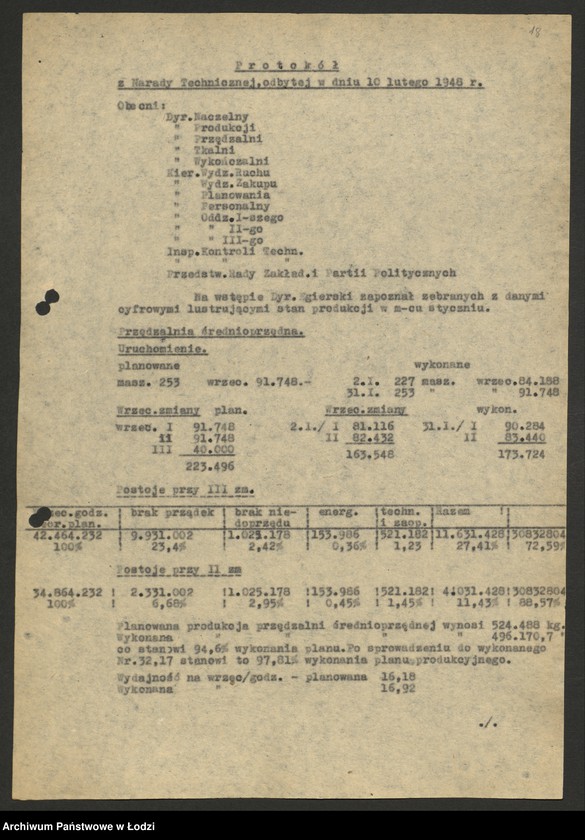 18
Protokół
z Narady Technicznej,odbytej w dniu 10 lutego 1948 r.
Obecni:
Dyr.Naczelny
" Produkcji
" Przędzalni
" Tkalni
" Wykończalni
Kier.Wydz.Ruchu
" Wydz.Zakupu
" Planowania
" Personalny
" Oddz.I-szego
" " II-go
" " III-go
Insp.Kontroli Techn.
" " "
Przedstw.Rady Zakład.i Partii Politycznych
Na wstępie Dyr.Zgierski zapoznał zebranych z danymi
cyfrowymi lustrującymi stan produkcji w m-cu styczniu.
Przędzalnia średnioprzędna.
Uruchomienie.
planowane wykonane
masz. 253 wrzec. 91.748.- 2.I. 227 masz. wrzec.84.188
31.I. 253 " " 91.748
Wrzec.zmiany plan. Wrzec.zmiany wykon.
wrzec. I 91.748 2.I./ I 81.116 31.I./ I 90.284
II 91.748 II 82.432 II 83.440
III 40.000 163.548 173.724
223.496
Postoje przy III zm.
godz. ! brak przędek ! brak nie- ! energ. ! techn. ! Razem !
plan. ! ! doprzędu ! ! i zaop. ! !
42.464.232 ! 9.931.002 !1.025.178 !153.986 !521.182!11.631.428!30832804
100% ! 23,4% ! 2,42% ! 0,36% ! 1,23 ! 27,41% ! 72,59%
Postoje przy II zm
34.864.232 ! 2.331.002 !1.025.178 !153.986 !521.182! 4.031.428!30832804
100% ! 6,68% ! 2,95% ! 0,45% ! 1,45% ! 11,43% ! 88,57%
Planowana produkcja przędzalni średnioprzędnej wynosi 524.488 kg.
Wykonana " " " " 496.170,7 "
co stanowi 94,6% wykonania planu.Po sprowadzeniu do wykonanego
Nr.32,17 stanowi to 97,81% wykonania planu produkcyjnego.
Wydajność na wrzęc/godz. - planowana 16,18
Wykonana " 16,92
./.
Archiwum Państwowe w Łodzi